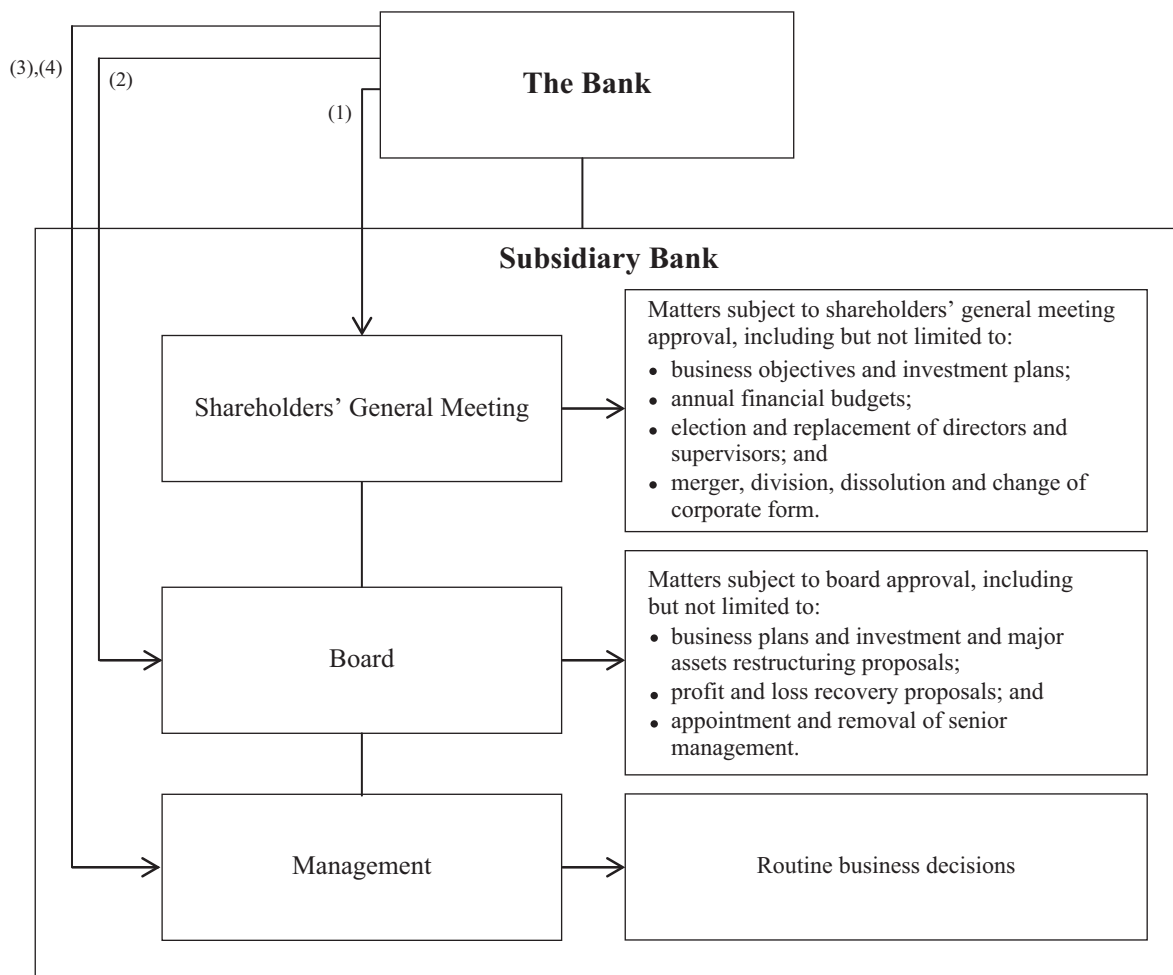 (3),(4)
(2)
(1)
The Bank
Subsidiary Bank
Shareholders’ General Meeting
Matters subject to shareholders’ general meeting
approval, including but not limited to:
• business objectives and investment plans;
• annual financial budgets;
• election and replacement of directors and
supervisors; and
• merger, division, dissolution and change of
corporate form.
Board
Matters subject to board approval, including
but not limited to:
• business plans and investment and major
assets restructuring proposals;
• profit and loss recovery proposals; and
• appointment and removal of senior
management.
Management
Routine business decisions